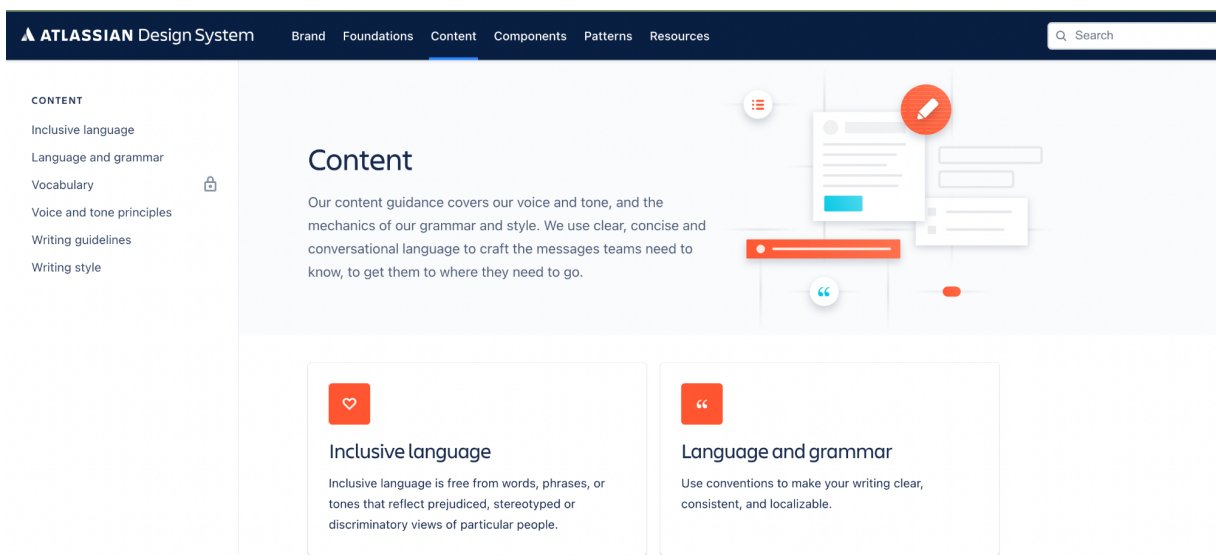 ATLASSIAN Design System
Brand Foundations Content Components Patterns Resources
Search
CONTENT
Inclusive language
Language and grammar
Vocabulary
Voice and tone principles
Writing guidelines
Writing style
Content
Our content guidance covers our voice and tone, and the
mechanics of our grammar and style. We use clear, concise and
conversational language to craft the messages teams need to
know, to get them to where they need to go.
Inclusive language
Inclusive language is free from words, phrases, or
tones that reflect prejudiced, stereotyped or
discriminatory views of particular people.
Language and grammar
Use conventions to make your writing clear,
consistent, and localizable.